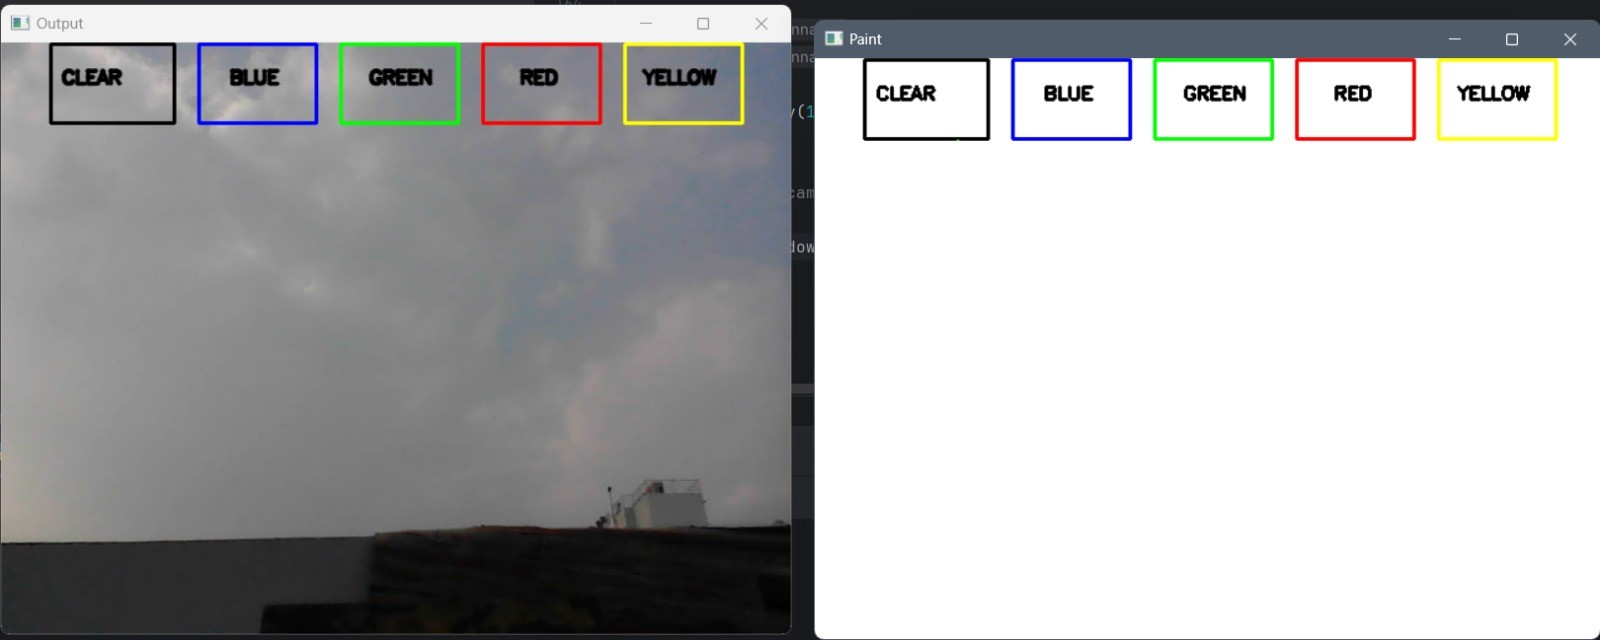 Output
CLEAR
BLUE
GREEN
RED
YELLOW
Paint
CLEAR
BLUE
GREEN
RED
YELLOW